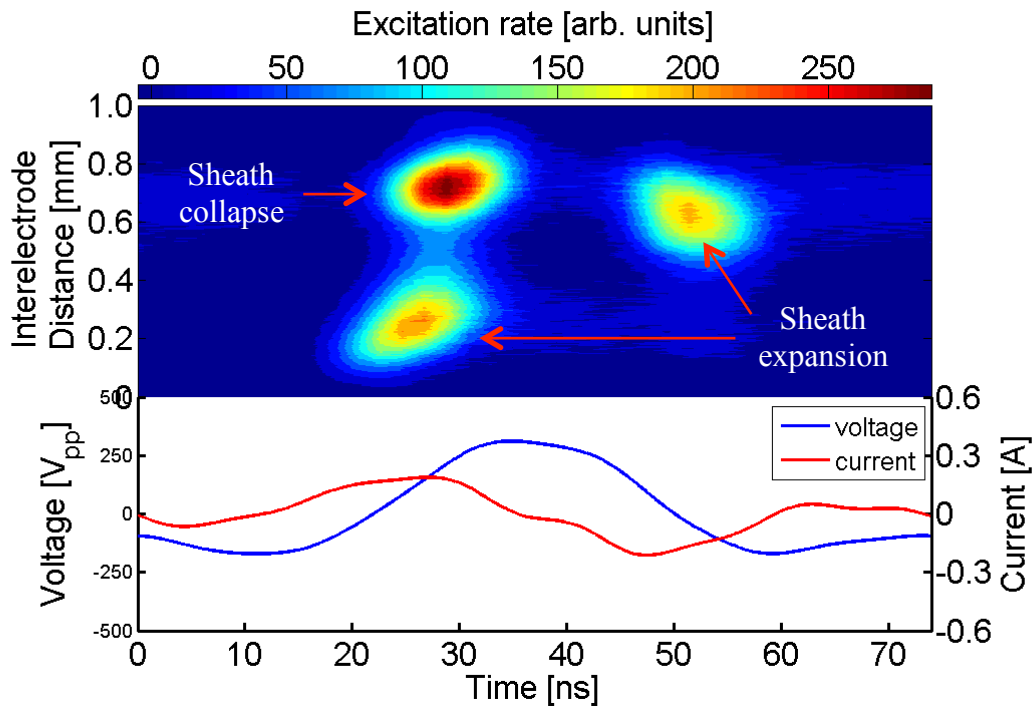 Excitation rate [arb. units]
0 50 100 150 200 250
Interelectrode
Distance [mm]
1.0
0.8
0.6
0.4
0.2
0
Sheath
collapse
Sheath
expansion
Voltage [Vpp]
500
250
0
-250
-500
voltage
current
0.6
0.3
0
-0.3
-0.6
Current [A]
0 10 20 30 40 50 60 70
Time [ns]